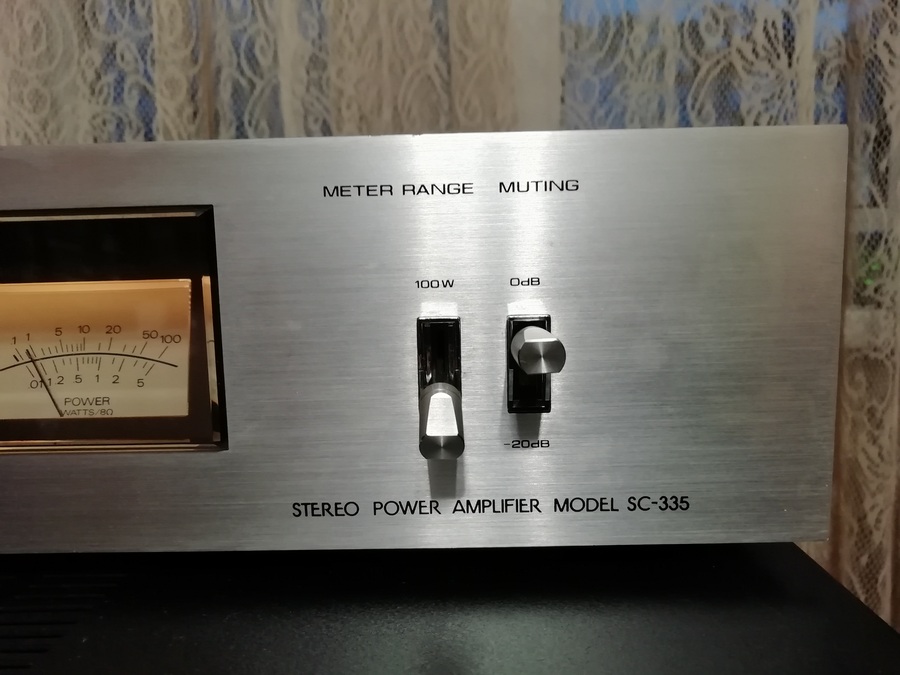 METER RANGE MUTING
100W 0dB
1 1 5 10 20 50 100
.01 .1 .2 .5 1 2 5
POWER
WATTS/8Ω
-20dB
STEREO POWER AMPLIFIER MODEL SC-335